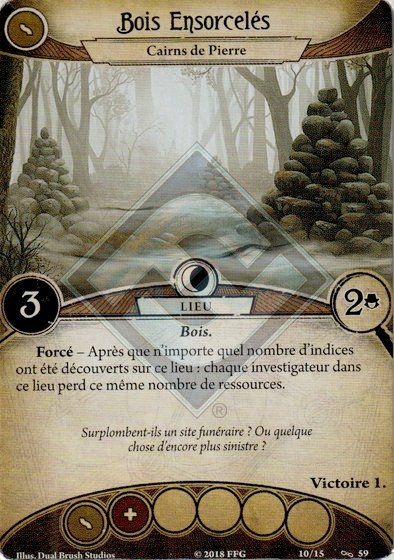 Bois Ensorcelés
Cairns de Pierre
3
LIEU
2
Bois.
Forcé – Après que n'importe quel nombre d'indices
ont été découverts sur ce lieu : chaque investigateur dans
ce lieu perd ce même nombre de ressources.
®
Surplombent-ils un site funéraire ? Ou quelque
chose d'encore plus sinistre ?
Victoire 1.
Illus. Dual Brush Studios
© 2018 FFG
10/15
59